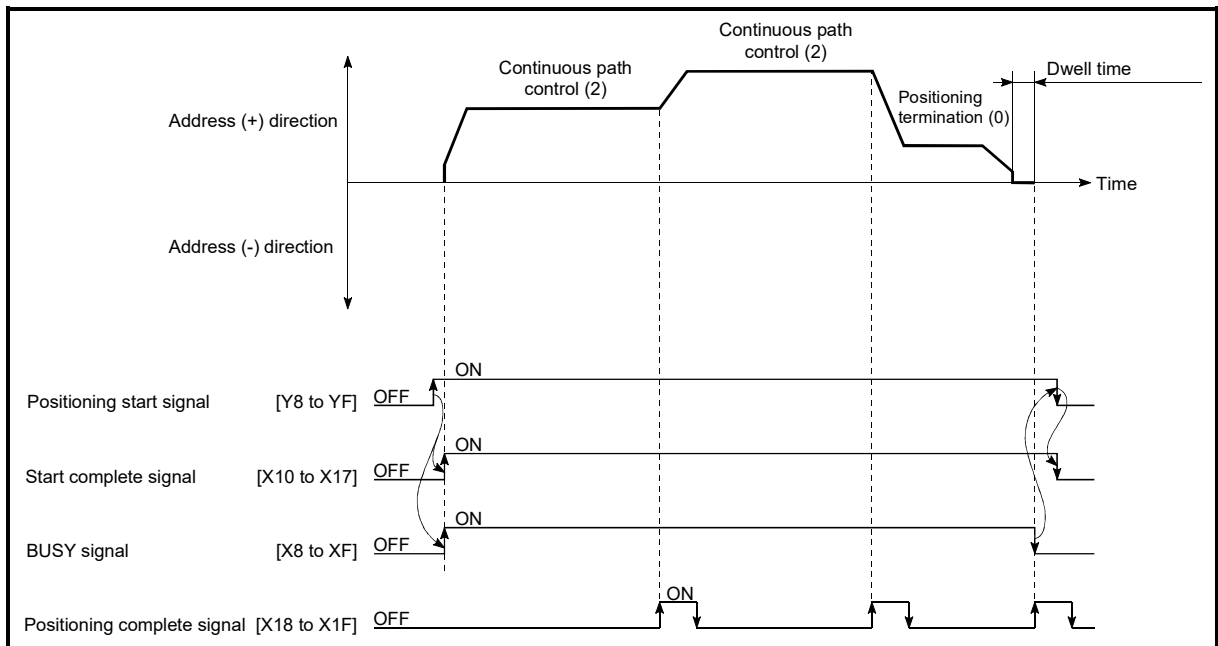 Continuous path
control (2)
Continuous path
control (2)
Dwell time
Positioning
termination (0)
Address (+) direction
Time
Address (-) direction
ON
Positioning start signal [Y8 to YF] OFF
ON
Start complete signal [X10 to X17] OFF
ON
BUSY signal [X8 to XF] OFF
ON
Positioning complete signal [X18 to X1F] OFF